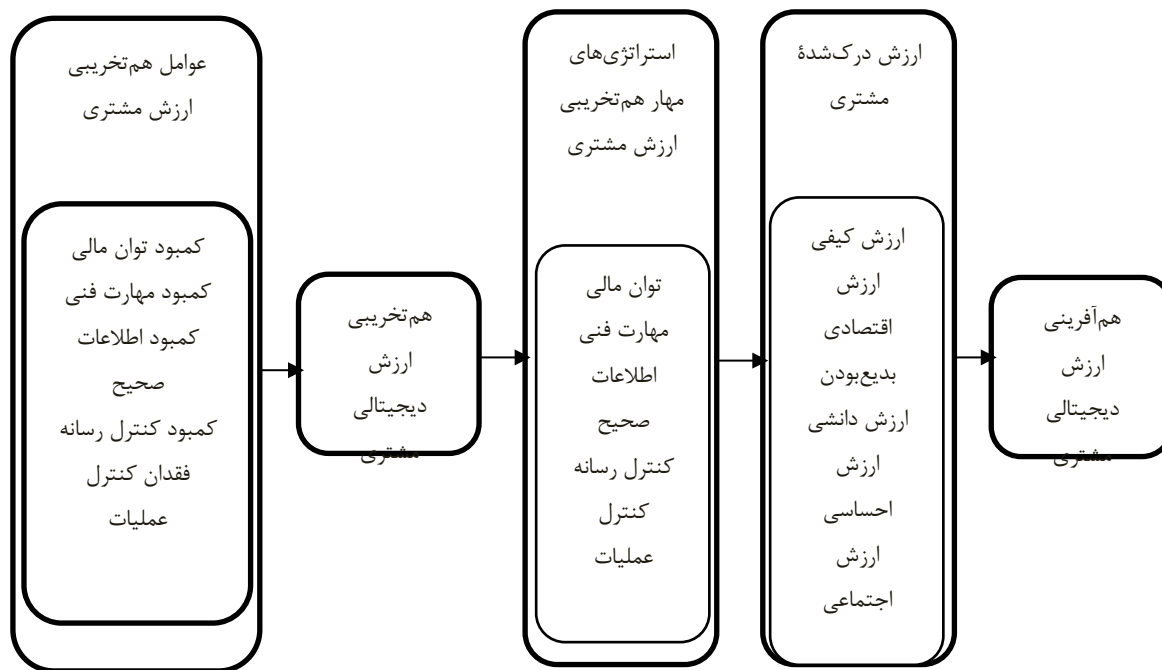 عوامل هم‌تخریبی
ارزش مشتری
کمبود توان مالی
کمبود مهارت فنی
کمبود اطلاعات
صحیح
کمبود کنترل رسانه
فقدان کنترل
عملیات
هم‌تخریبی
ارزش
دیجیتالی
مشتری
استراتژی‌های
مهار هم‌تخریبی
ارزش مشتری
توان مالی
مهارت فنی
اطلاعات
صحیح
کنترل رسانه
کنترل
عملیات
ارزش درک‌شدۀ
مشتری
ارزش کیفی
ارزش
اقتصادی
بدیع‌بودن
ارزش دانشی
ارزش
احساسی
ارزش
اجتماعی
هم‌آفرینی
ارزش
دیجیتالی
مشتری